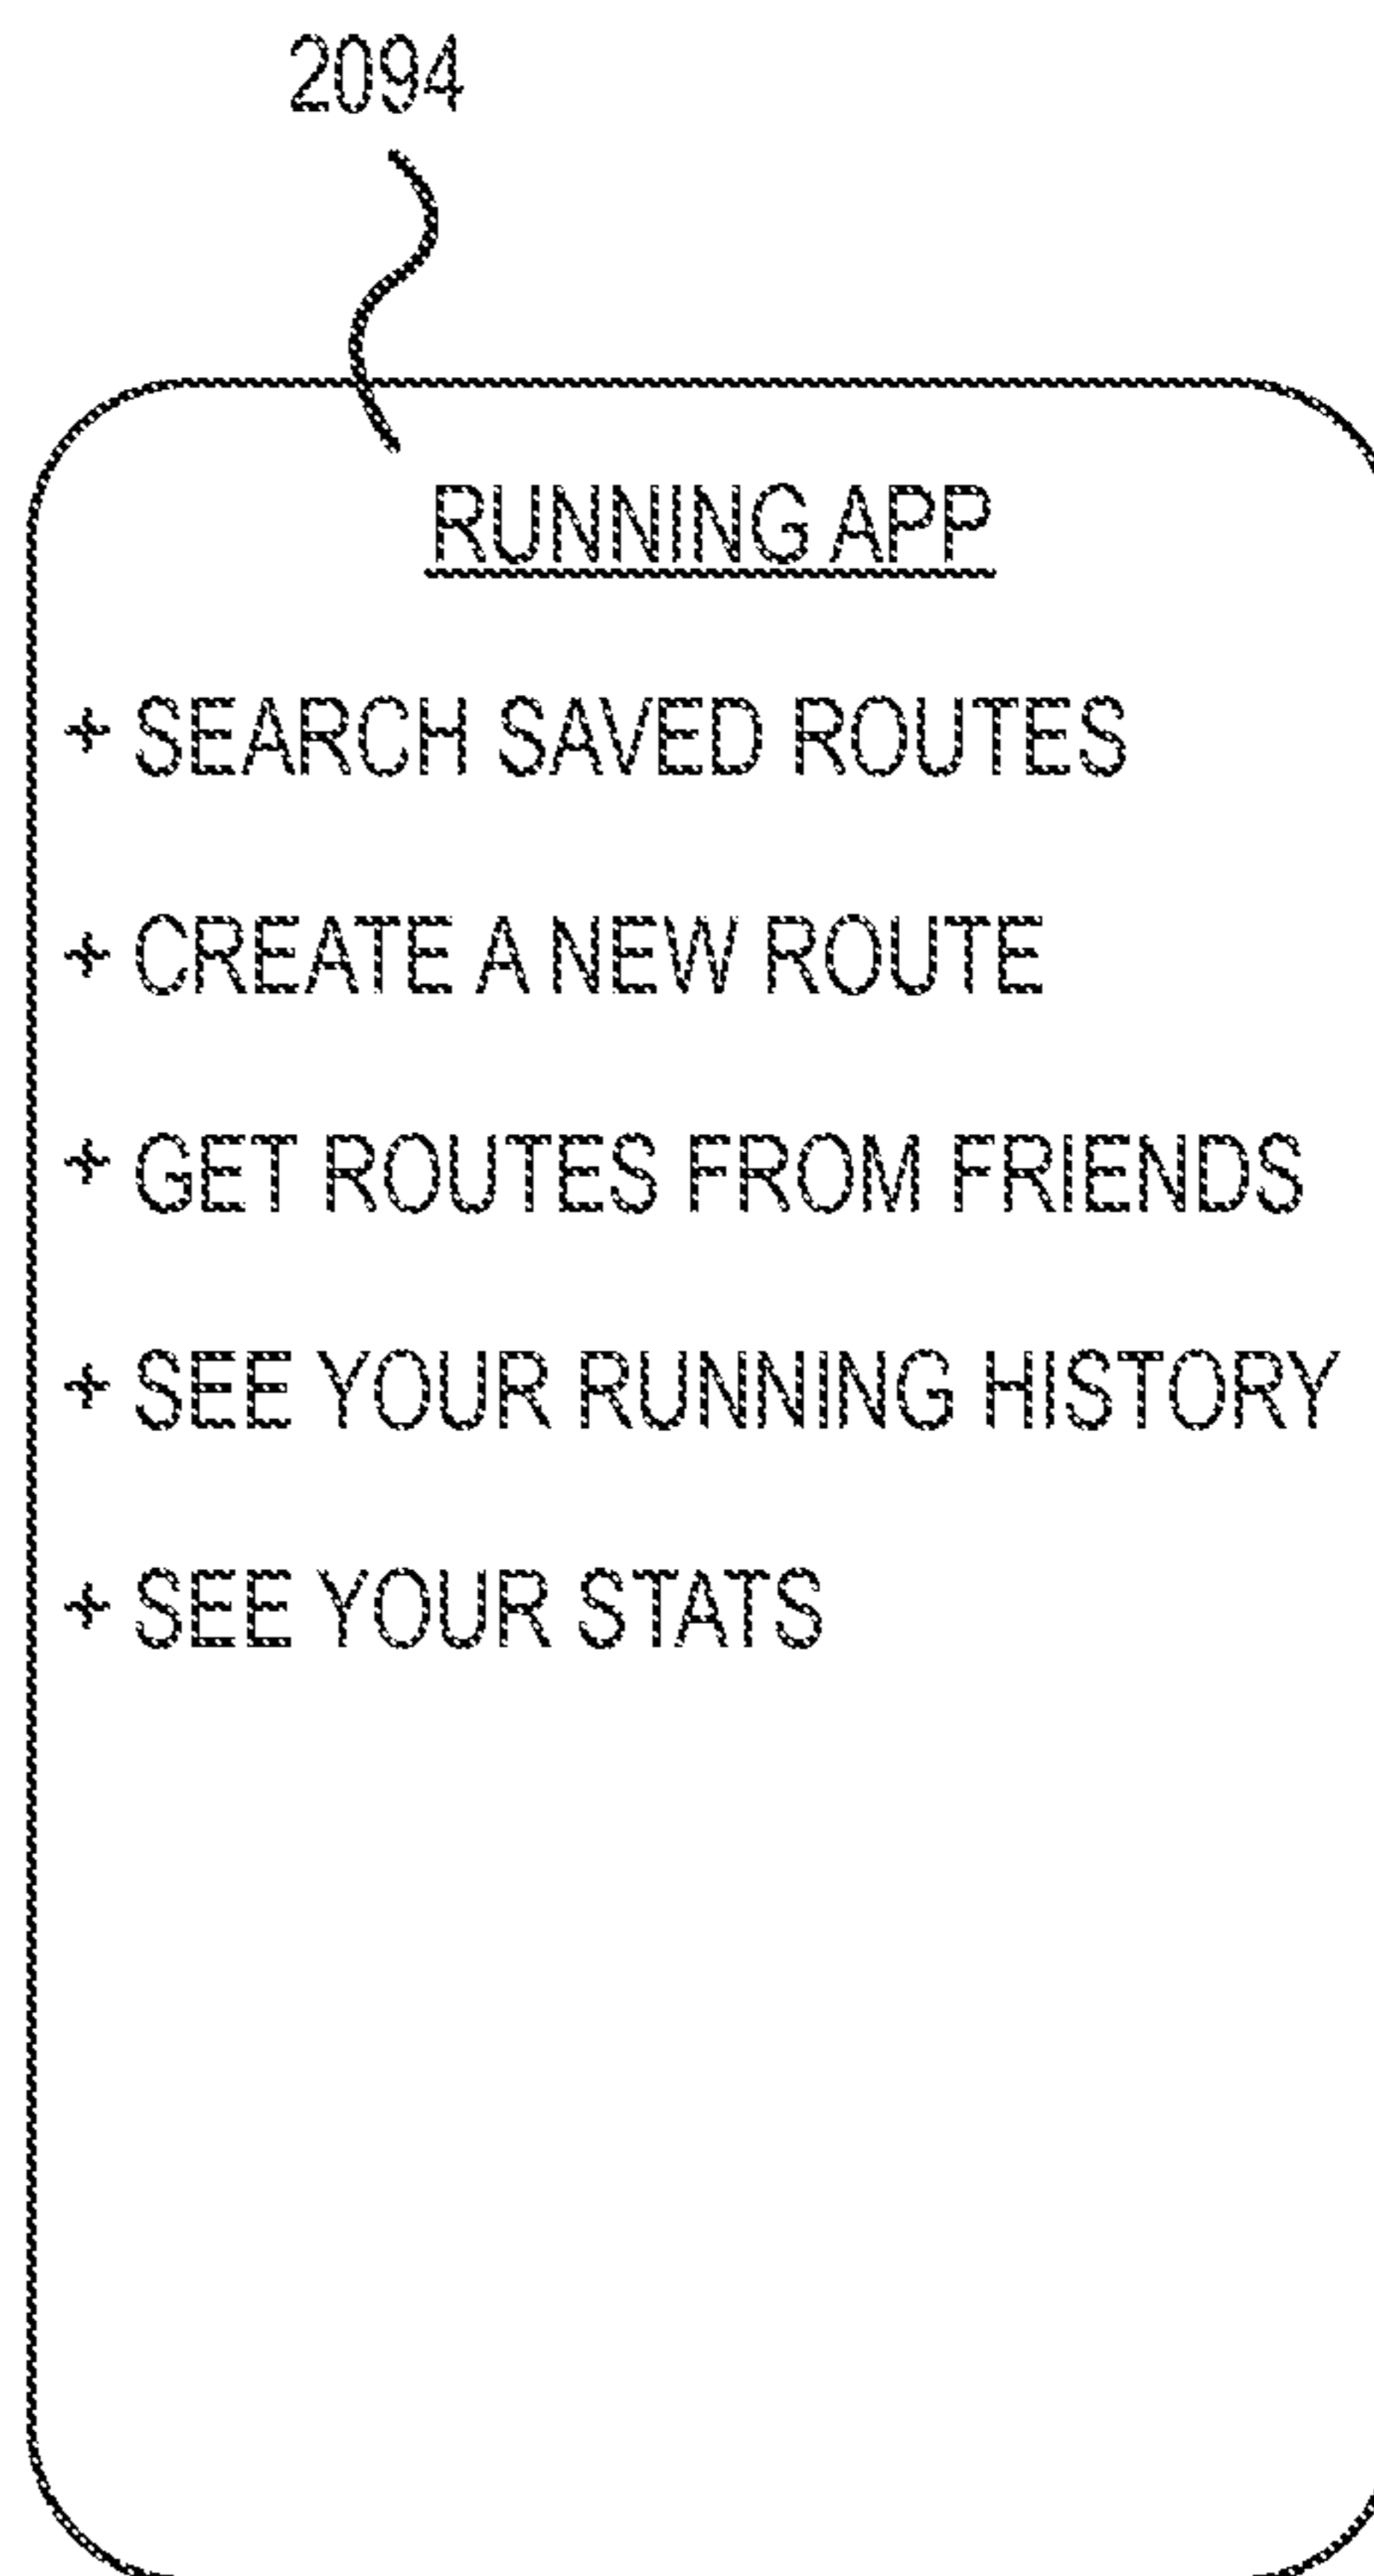 2094
RUNNING APP
+ SEARCH SAVED ROUTES
+ CREATE A NEW ROUTE
+ GET ROUTES FROM FRIENDS
+ SEE YOUR RUNNING HISTORY
+ SEE YOUR STATS